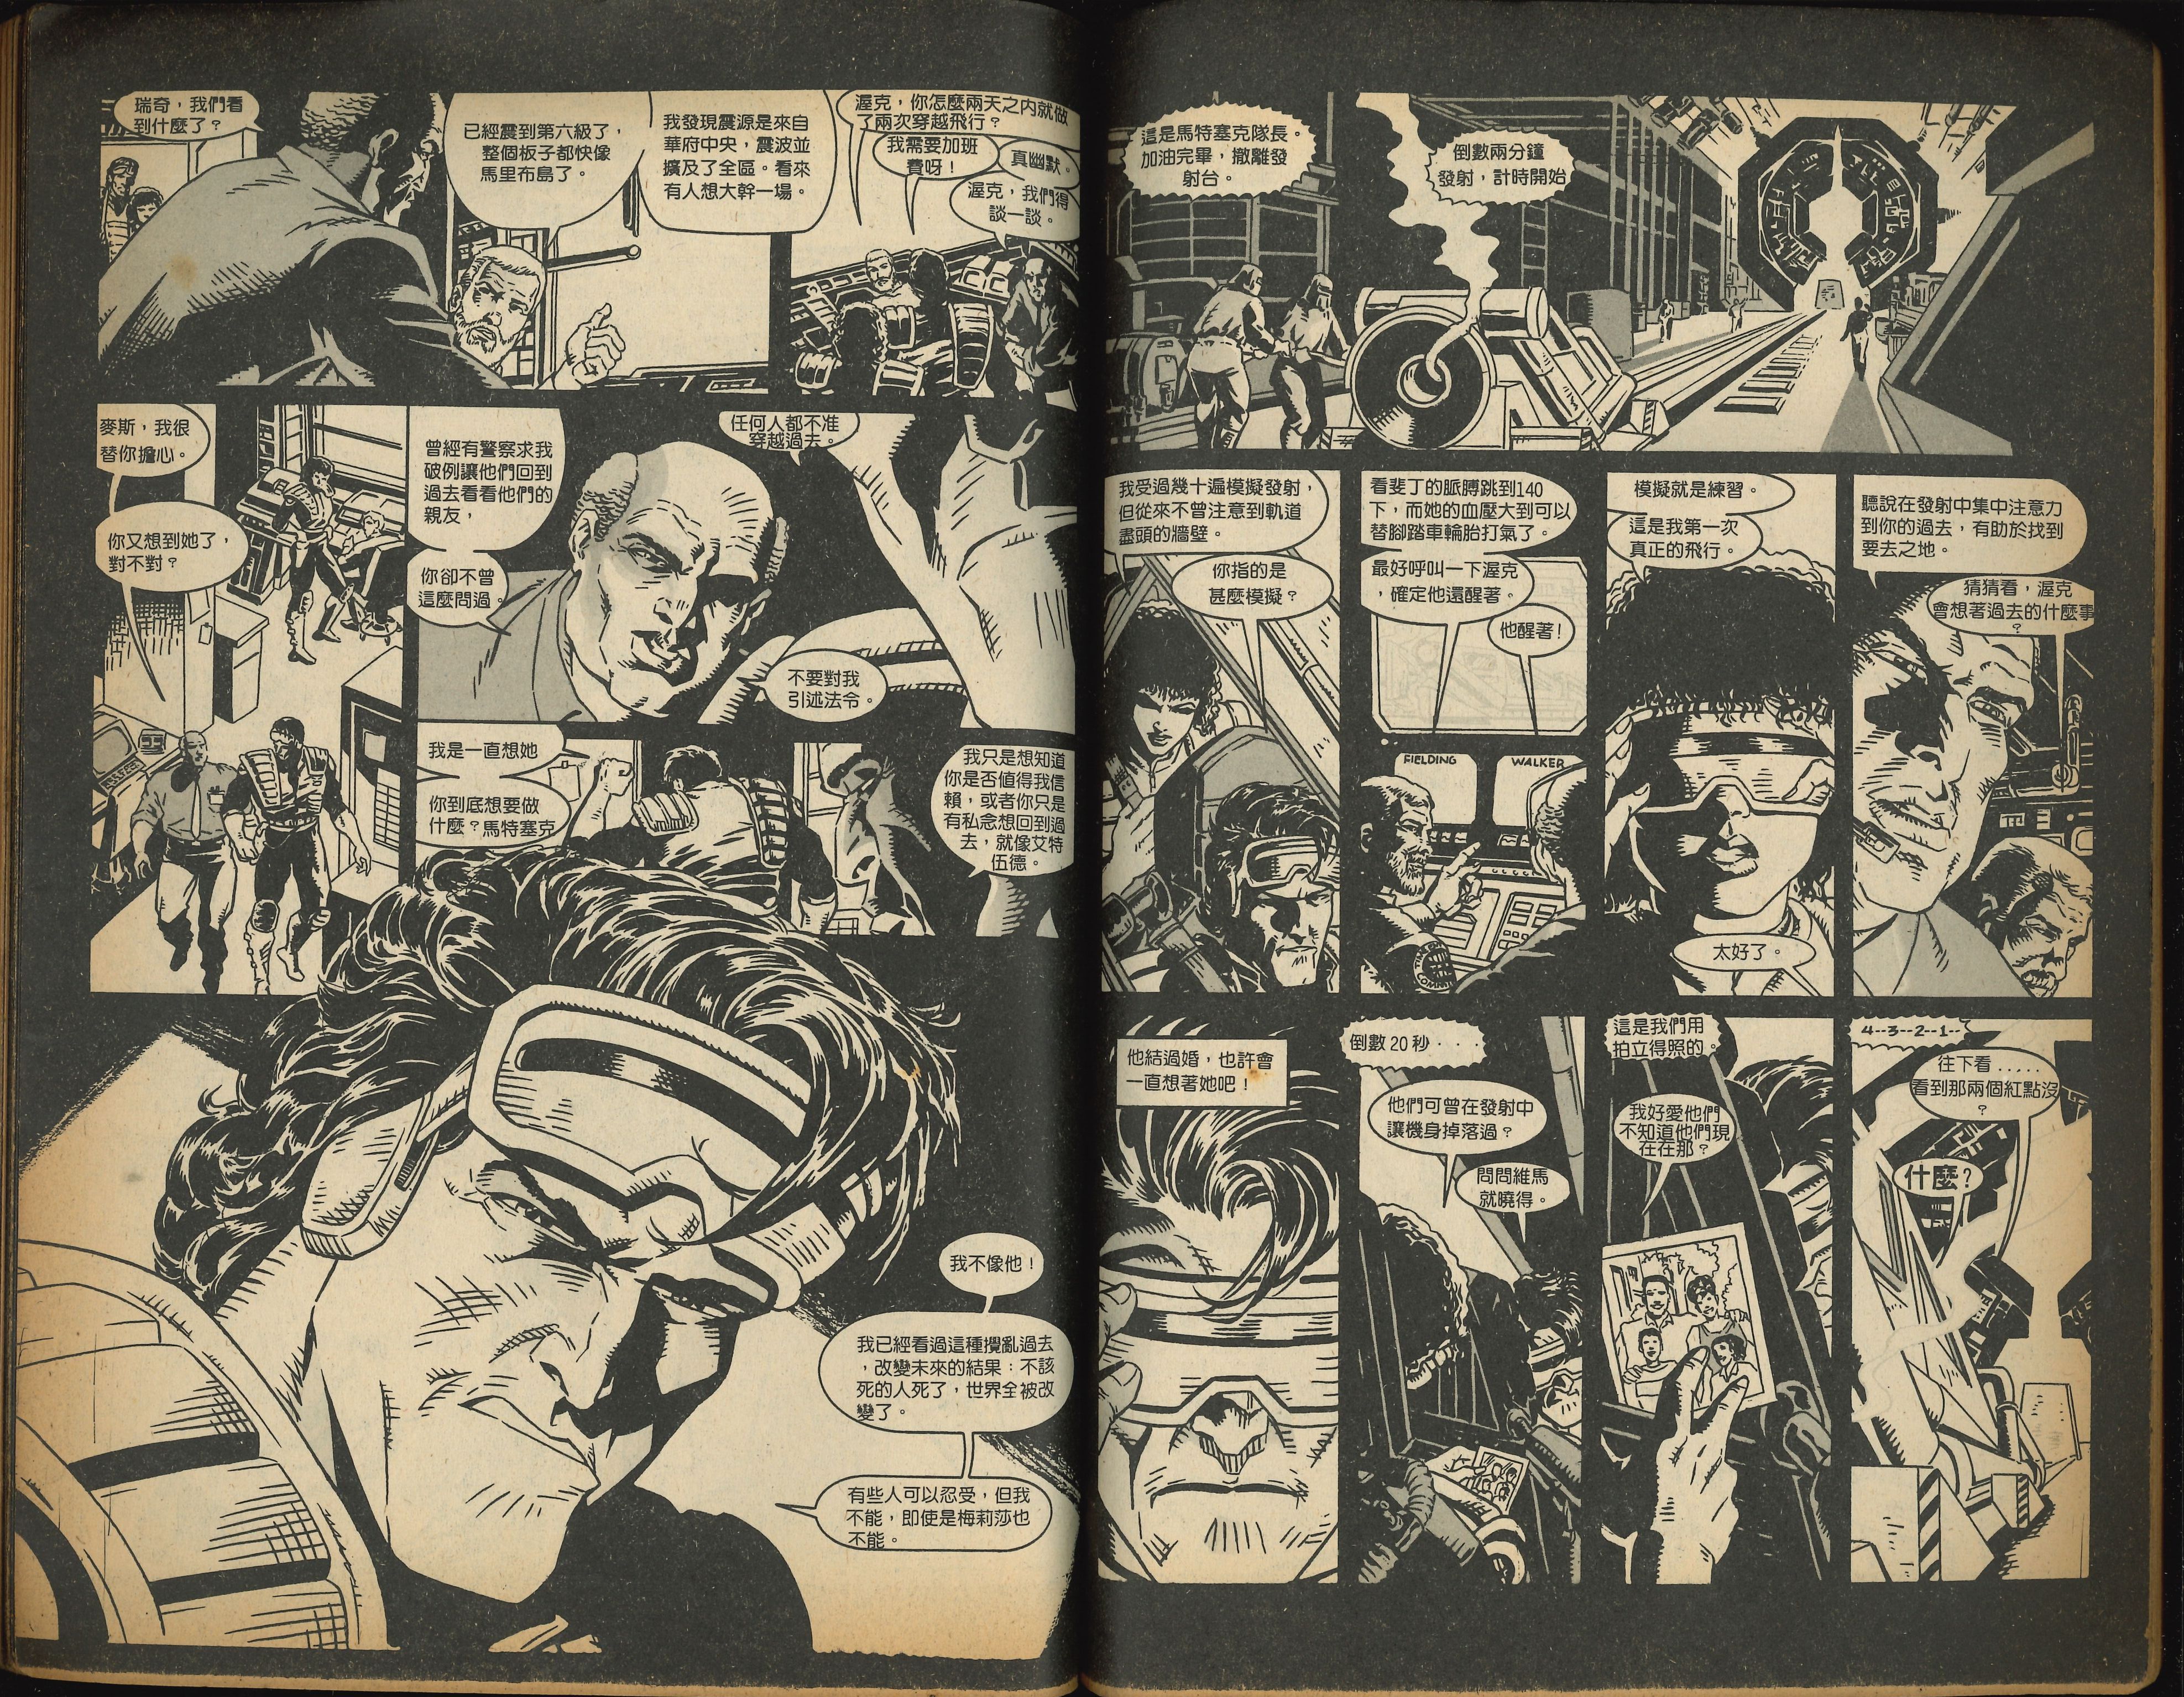 瑞奇，我們看
到什麼了？
已經震到第六級了，
整個板子都快像
馬里布島了。
我發現震源是來自
華府中央，震波並
擴及了全區。看來
有人想大幹一場。
渥克，你怎麼兩天之內就做
了兩次穿越飛行？
我需要加班
費呀！
真幽默。
渥克，我們得
談一談。
麥斯，我很
替你擔心。
你又想到她了，
對不對？
曾經有警察求我
破例讓他們回到
過去看看他們的
親友，
你卻不曾
這麼問過。
任何人都不准
穿越過去。
不要對我
引述法令。
我是一直想她
你到底想要做
什麼？馬特塞克
我只是想知道
你是否值得我信
賴，或者你只是
有私念想回到過
去，就像艾特
伍德。
我不像他！
我已經看過這種攪亂過去
，改變未來的結果：不該
死的人死了，世界全被改
變了。
有些人可以忍受，但我
不能，即使是梅莉莎也
不能。
這是馬特塞克隊長。
加油完畢，撤離發
射台。
倒數兩分鐘
發射，計時開始
我受過幾十遍模擬發射，
但從來不曾注意到軌道
盡頭的牆壁。
你指的是
甚麼模擬？
看斐丁的脈膊跳到140
下，而她的血壓大到可以
替腳踏車輪胎打氣了。
最好呼叫一下渥克
，確定他還醒著。
他醒著！
FIELDING
WALKER
模擬就是練習。
這是我第一次
真正的飛行。
太好了。
聽說在發射中集中注意力
到你的過去，有助於找到
要去之地。
猜猜看，渥克
會想著過去的什麼事
？
他結過婚，也許會
一直想著她吧！
倒數20秒．．．
他們可曾在發射中
讓機身掉落過？
問問維馬
就曉得。
這是我們用
拍立得照的。
我好愛他們
不知道他們現
在在那？
4--3--2--1--
往下看．．．．．
看到那兩個紅點沒
？
什麼？